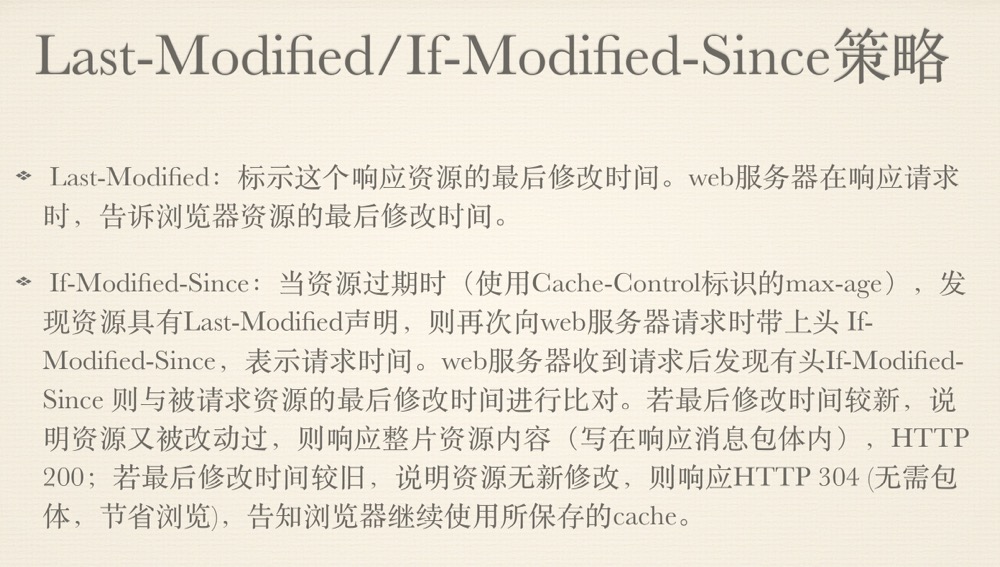 Last-Modified/If-Modified-Since策略
❖ Last-Modified：标示这个响应资源的最后修改时间。web服务器在响应请求
时，告诉浏览器资源的最后修改时间。
❖ If-Modified-Since：当资源过期时（使用Cache-Control标识的max-age），发
现资源具有Last-Modified声明，则再次向web服务器请求时带上头 If-
Modified-Since，表示请求时间。web服务器收到请求后发现有头If-Modified-
Since 则与被请求资源的最后修改时间进行比对。若最后修改时间较新，说
明资源又被改动过，则响应整片资源内容（写在响应消息包体内），HTTP
200；若最后修改时间较旧，说明资源无新修改，则响应HTTP 304 (无需包
体，节省浏览)，告知浏览器继续使用所保存的cache。